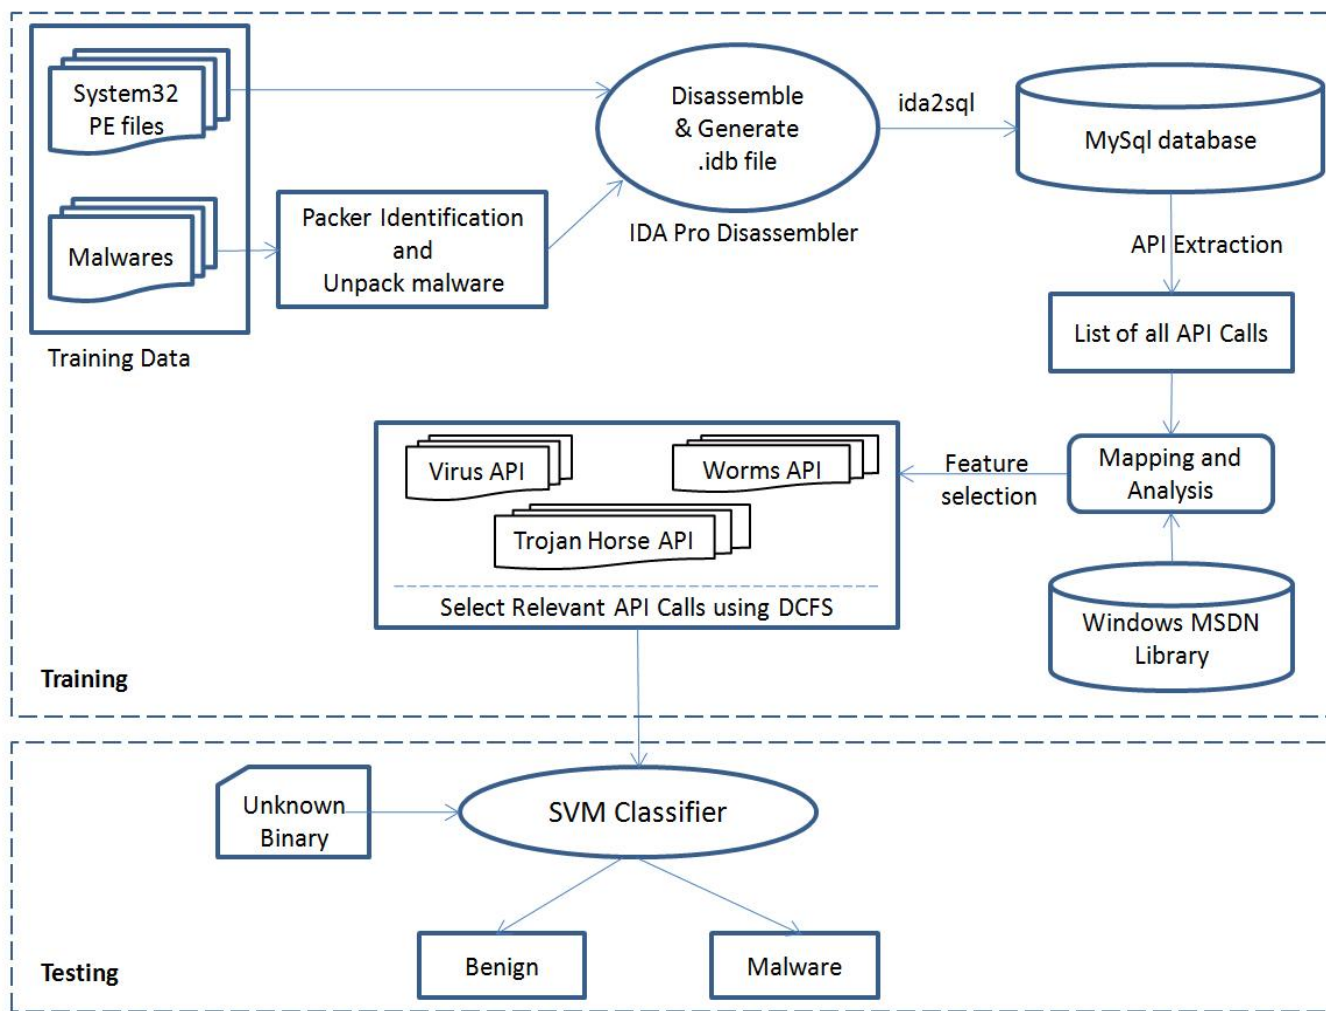 System32
PE files
Malwares
Training Data
Packer Identification
and
Unpack malware
Disassemble
& Generate
.idb file
IDA Pro Disassembler
ida2sql
MySql database
API Extraction
List of all API Calls
Mapping and
Analysis
Windows MSDN
Library
Feature
selection
Virus API
Worms API
Trojan Horse API
Select Relevant API Calls using DCFS
Training
Unknown
Binary
SVM Classifier
Benign
Malware
Testing